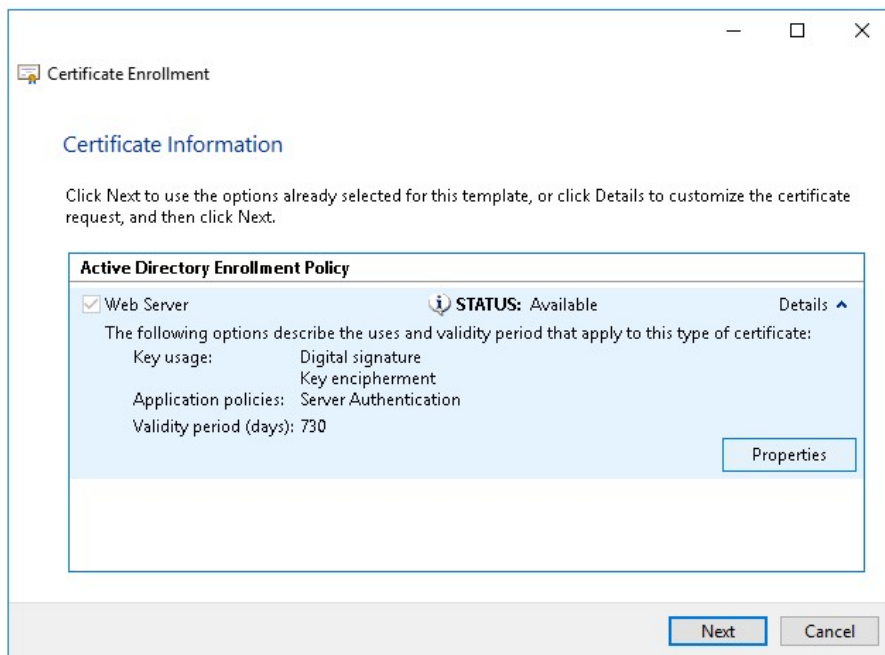 Certificate Enrollment
Certificate Information
Click Next to use the options already selected for this template, or click Details to customize the certificate
request, and then click Next.
Active Directory Enrollment Policy
Web Server STATUS: Available Details
The following options describe the uses and validity period that apply to this type of certificate:
Key usage: Digital signature
Key encipherment
Application policies: Server Authentication
Validity period (days): 730
Properties
Next Cancel